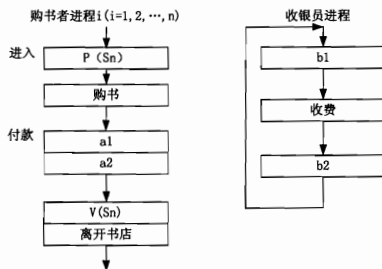 购书者进程i(i=1,2,…,n)
进入
P(Sn)
购书
付款
a1
a2
V(Sn)
离开书店
收银员进程
b1
收费
b2